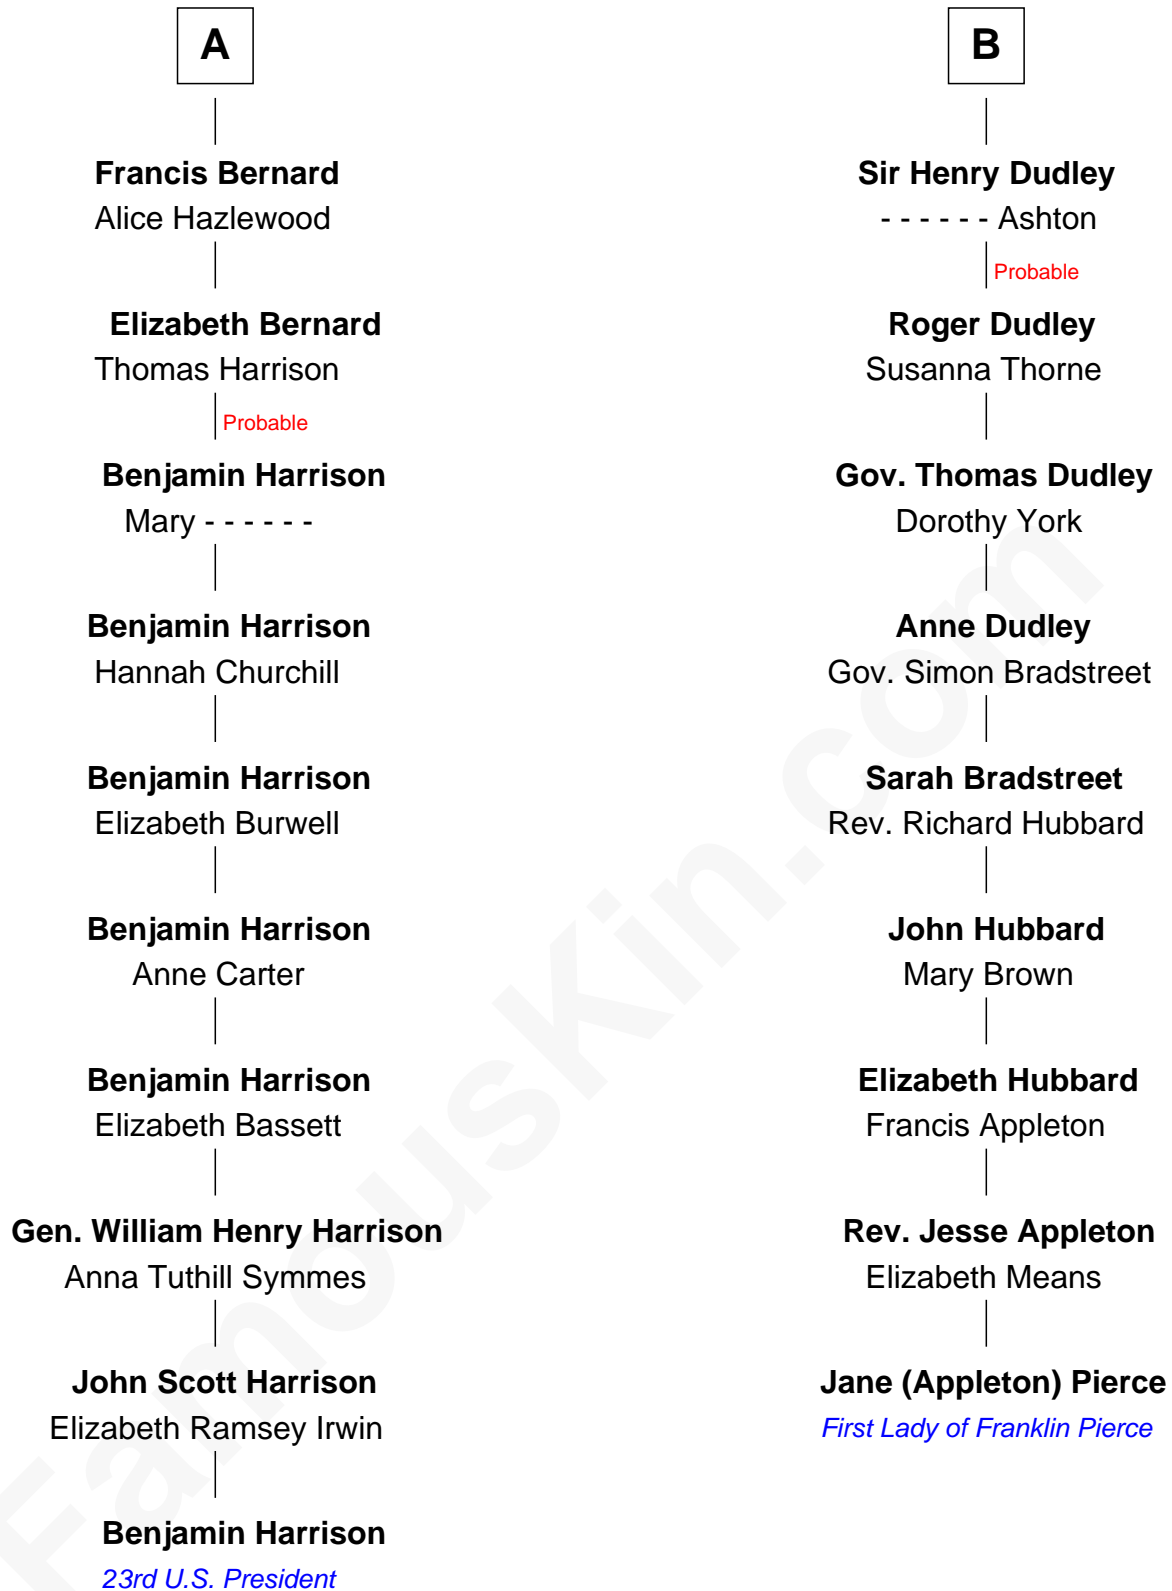 A
Francis Bernard
Alice Hazlewood
Elizabeth Bernard
Thomas Harrison
Probable
Benjamin Harrison
Mary - - - - - -
Benjamin Harrison
Hannah Churchill
Benjamin Harrison
Elizabeth Burwell
Benjamin Harrison
Anne Carter
Benjamin Harrison
Elizabeth Bassett
Gen. William Henry Harrison
Anna Tuthill Symmes
John Scott Harrison
Elizabeth Ramsey Irwin
Benjamin Harrison
23rd U.S. President
B
Sir Henry Dudley
- - - - - - Ashton
Probable
Roger Dudley
Susanna Thorne
Gov. Thomas Dudley
Dorothy York
Anne Dudley
Gov. Simon Bradstreet
Sarah Bradstreet
Rev. Richard Hubbard
John Hubbard
Mary Brown
Elizabeth Hubbard
Francis Appleton
Rev. Jesse Appleton
Elizabeth Means
Jane (Appleton) Pierce
First Lady of Franklin Pierce
FamousKin.com